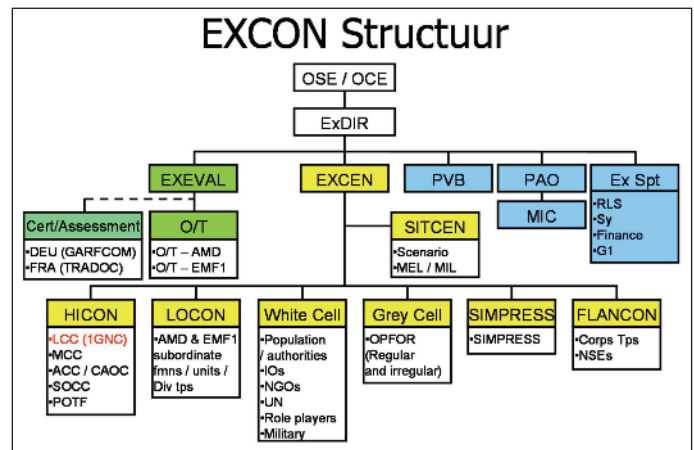 EXCON Structuur
OSE / OCE
ExDIR
EXEVAL
EXCEN
PVB
PAO
Ex Spt
•RLS
•Sy
•Finance
•G1
MIC
Cert/Assessment
•DEU (GARFCOM)
•FRA (TRADOC)
O/T
•O/T – AMD
•O/T – EMF1
SITCEN
•Scenario
•MEL / MIL
HICON
•LCC (1GNC)
•MCC
•ACC / CAOC
•SOCC
•POTF
LOCON
•AMD & EMF1
subordinate
fmns / units /
Div tps
White Cell
•Population
/ authorities
•IOs
•NGOs
•UN
•Role players
•Military
Grey Cell
•OPFOR
(Regular
and irregular)
SIMPRESS
•SIMPRESS
FLANCON
•Corps Tps
•NSEs